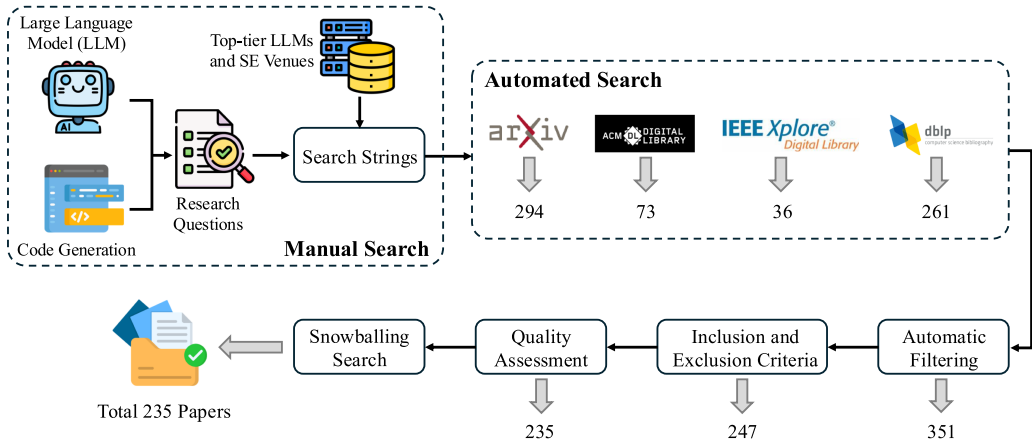 Large Language
Model (LLM)
AI
Code Generation
Research
Questions
Top-tier LLMs
and SE Venues
Search Strings
Manual Search
Automated Search
arXiv
ACM DL DIGITAL
LIBRARY
IEEE Xplore®
Digital Library
dblp
computer science bibliography
294
73
36
261
Automatic
Filtering
351
Inclusion and
Exclusion Criteria
247
Quality
Assessment
235
Snowballing
Search
Total 235 Papers